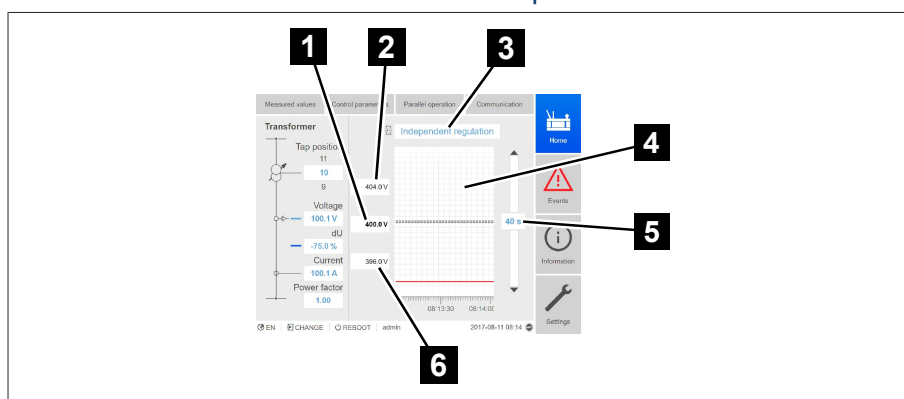 1
2
3
Measured values
Control parameters
Parallel operation
Communication
Transformer
Independent regulation
Home
4
Tap position
11
10
9
404.0 V
Events
Voltage
100.1 V
400.0 V
40 s
5
dU
-75.0 %
Information
Current
100.1 A
396.0 V
Power factor
1.00
08:13:30
08:14:00
Settings
EN
CHANGE
REBOOT
admin
2017-08-11 08:14
6